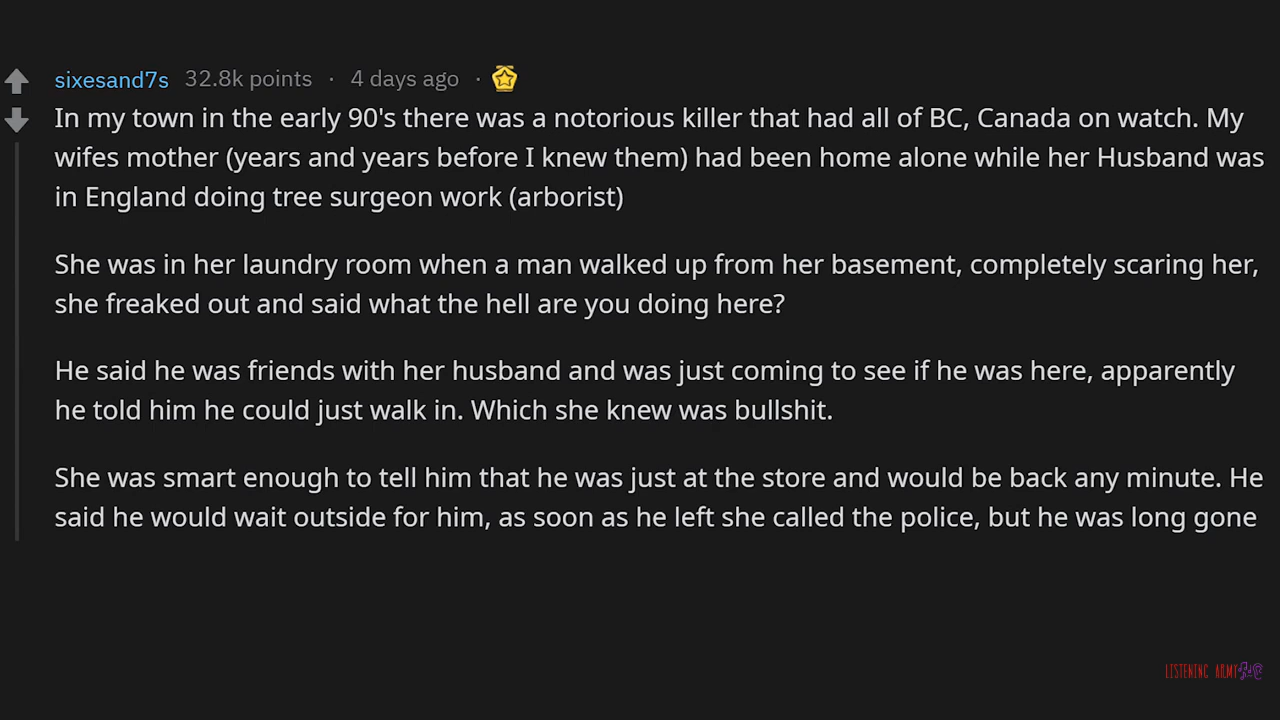 sixesand7s 32.8k points · 4 days ago ·
In my town in the early 90's there was a notorious killer that had all of BC, Canada on watch. My
wifes mother (years and years before I knew them) had been home alone while her Husband was
in England doing tree surgeon work (arborist)
She was in her laundry room when a man walked up from her basement, completely scaring her,
she freaked out and said what the hell are you doing here?
He said he was friends with her husband and was just coming to see if he was here, apparently
he told him he could just walk in. Which she knew was bullshit.
She was smart enough to tell him that he was just at the store and would be back any minute. He
said he would wait outside for him, as soon as he left she called the police, but he was long gone
LISTENING ARMY